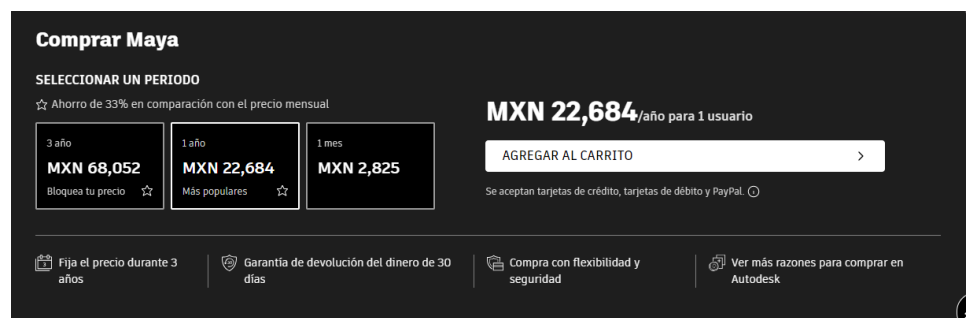 Comprar Maya
SELECCIONAR UN PERIODO
Ahorro de 33% en comparación con el precio mensual
3 año
MXN 68,052
Bloquea tu precio
1 año
MXN 22,684
Más populares
1 mes
MXN 2,825
MXN 22,684/año para 1 usuario
AGREGAR AL CARRITO
Se aceptan tarjetas de crédito, tarjetas de débito y PayPal.
Fija el precio durante 3
años
Garantía de devolución del dinero de 30
días
Compra con flexibilidad y
seguridad
Ver más razones para comprar en
Autodesk